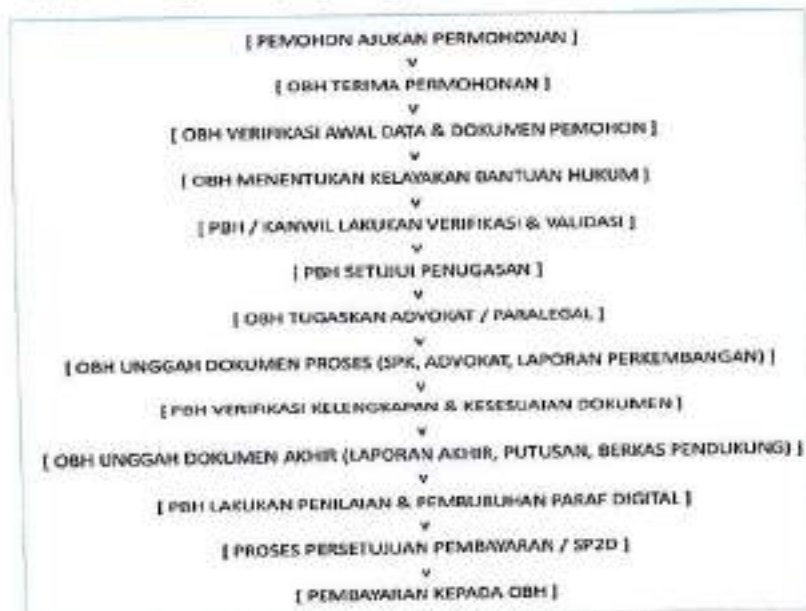 [ PEMOHON AJUKAN PERMOHONAN ]
v
[ OBH TERIMA PERMOHONAN ]
v
[ OBH VERIFIKASI AWAL DATA & DOKUMEN PEMOHON ]
v
[ OBH MENENTUKAN KELAYAKAN BANTUAN HUKUM ]
v
[ PBH / KANWIL LAKUKAN VERIFIKASI & VALIDASI ]
v
[ PBH SETUJUI PENUGASAN ]
v
[ OBH TUGASKAN ADVOKAT / PARALEGAL ]
v
[ OBH UNGGAH DOKUMEN PROSES (SPK, ADVOKAT, LAPORAN PERKEMBANGAN) ]
v
[ PBH VERIFIKASI KELENGKAPAN & KESESUAIAN DOKUMEN ]
v
[ OBH UNGGAH DOKUMEN AKHIR (LAPORAN AKHIR, PUTUSAN, BERKAS PENDUKUNG) ]
v
[ PBH LAKUKAN PENILAIAN & PEMBUBUHAN PARAF DIGITAL ]
v
[ PROSES PERSETUJUAN PEMBAYARAN / SP2D ]
v
[ PEMBAYARAN KEPADA OBH ]